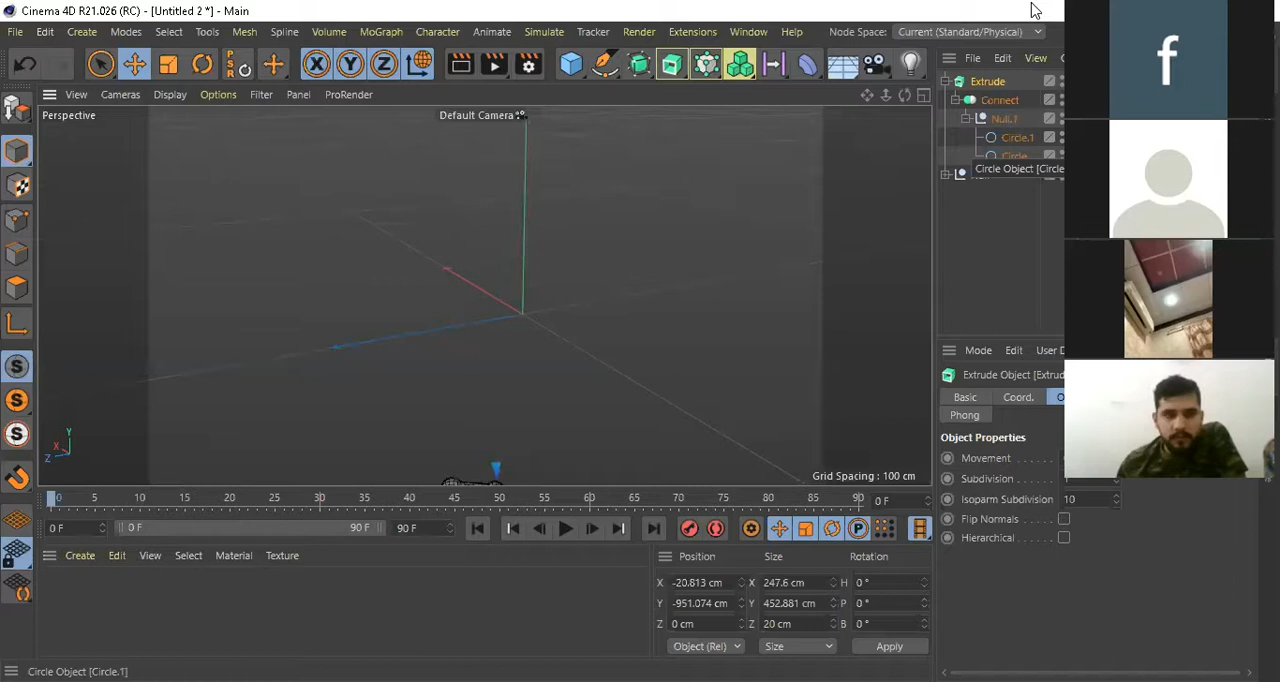 Cinema 4D R21.026 (RC) - [Untitled 2 *] - Main
File Edit Create Modes Select Tools Mesh Spline Volume MoGraph Character Animate Simulate Tracker Render Extensions Window Help Node Space: Current (Standard/Physical)
X Y Z
File Edit View
View Cameras Display Options Filter Panel ProRender
Perspective
Default Camera
Extrude
Connect
Null.1
Circle.1
Circle
Circle Object [Circle
f
Mode Edit User D
Extrude Object [Extrud
Basic Coord. O
Phong
Object Properties
Movement
Subdivision
Isoparm Subdivision 10
Flip Normals
Hierarchical
Y
X
Z
Grid Spacing : 100 cm
0 5 10 15 20 25 30 35 40 45 50 55 60 65 70 75 80 85 90 0 F
0 F 0 F 90 F 90 F
Create Edit View Select Material Texture
Position Size Rotation
X -20.813 cm X 247.6 cm H 0 °
Y -951.074 cm Y 452.881 cm P 0 °
Z 0 cm Z 20 cm B 0 °
Object (Rel) Size Apply
Circle Object [Circle.1]